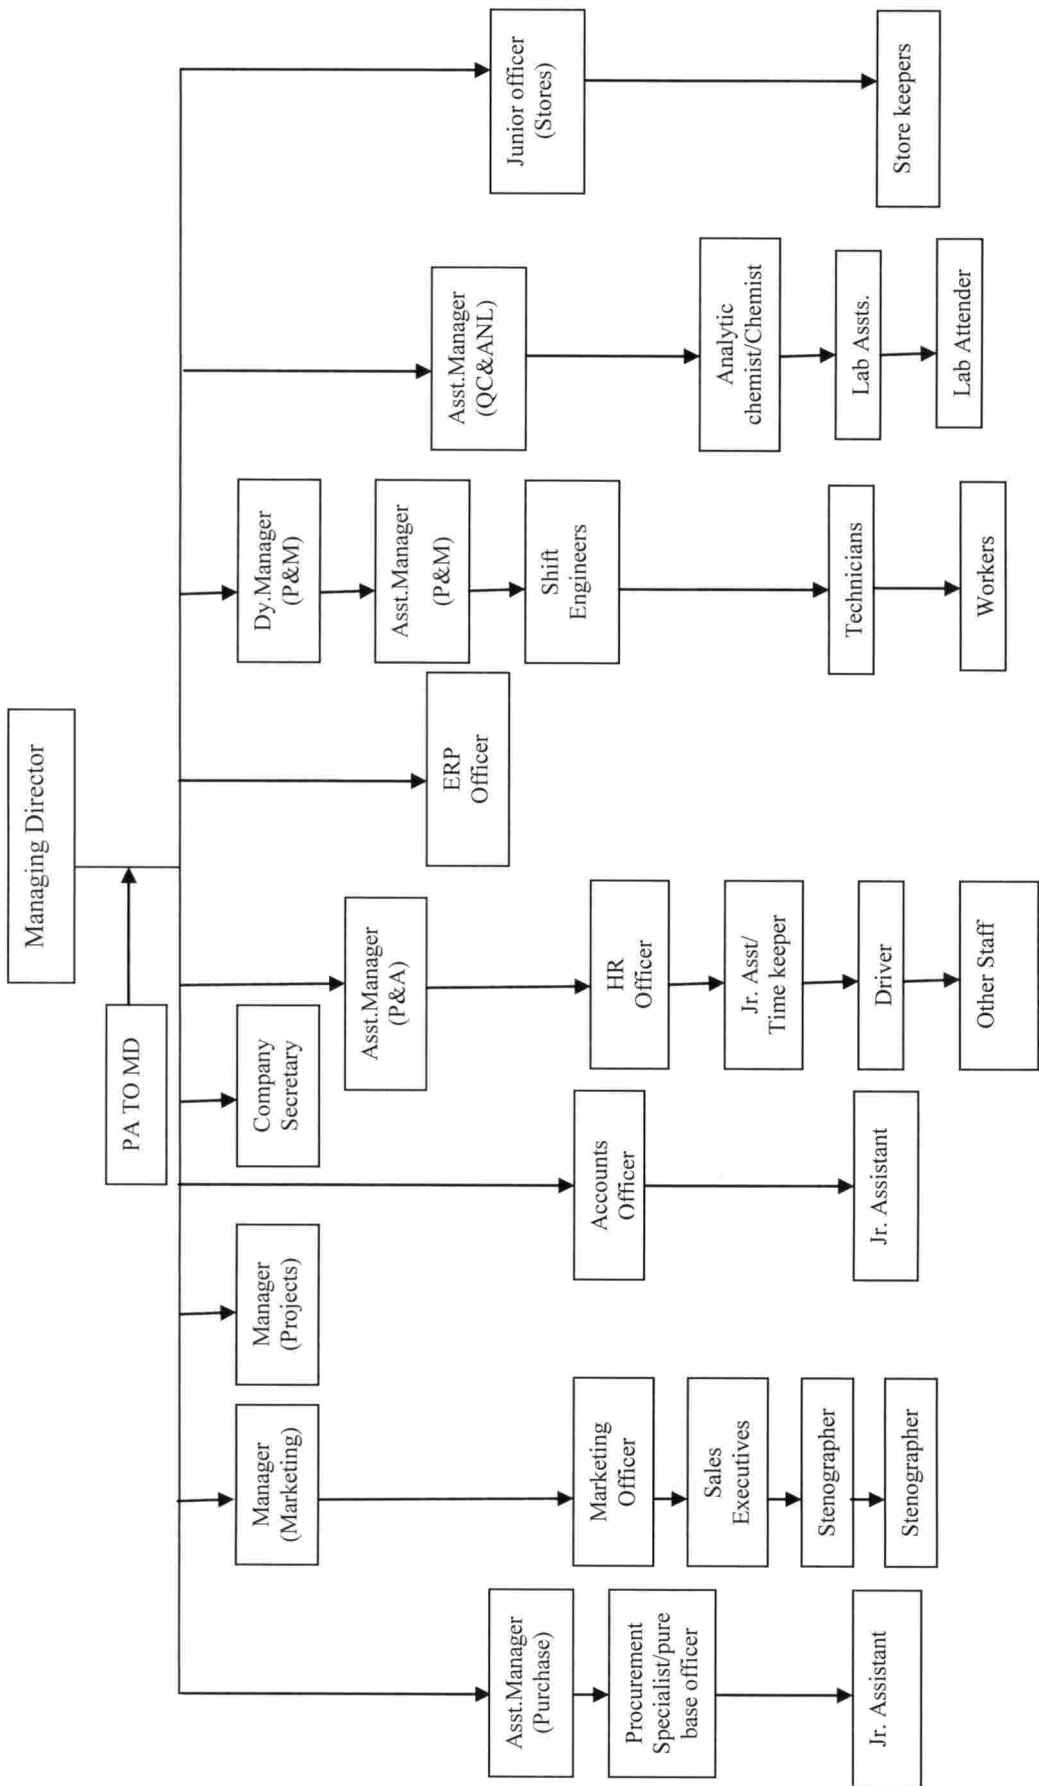 Managing Director
PA TO MD
Asst.Manager
(Purchase)
Procurement
Specialist/pure
base officer
Jr. Assistant
Manager
(Marketing)
Marketing
Officer
Sales
Executives
Stenographer
Stenographer
Manager
(Projects)
Accounts
Officer
Jr. Assistant
Company
Secretary
Asst.Manager
(P&A)
HR
Officer
Jr. Asst/
Time keeper
Driver
Other Staff
ERP
Officer
Dy.Manager
(P&M)
Asst.Manager
(P&M)
Shift
Engineers
Technicians
Workers
Asst.Manager
(QC&ANL)
Analytic
chemist/Chemist
Lab Assts.
Lab Attender
Junior officer
(Stores)
Store keepers